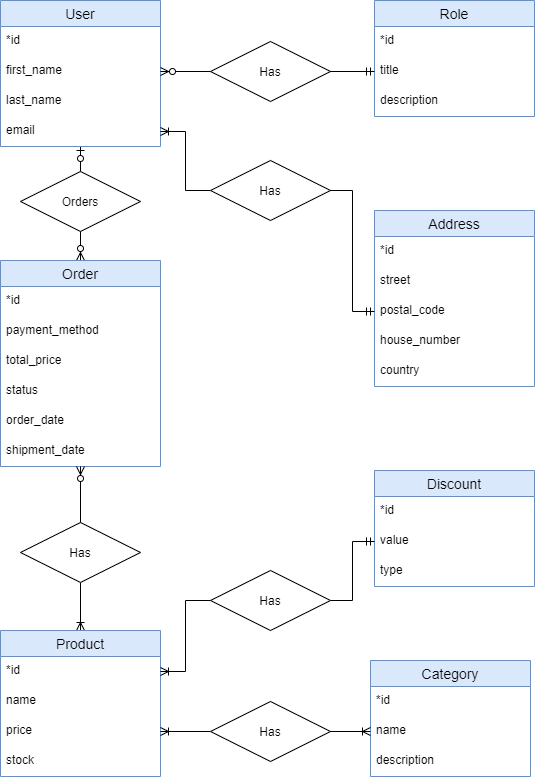 User
*id
first_name
last_name
email
Has
Role
*id
title
description
Has
Orders
Address
*id
street
postal_code
house_number
country
Order
*id
payment_method
total_price
status
order_date
shipment_date
Has
Discount
*id
value
type
Has
Product
*id
name
price
stock
Has
Category
*id
name
description